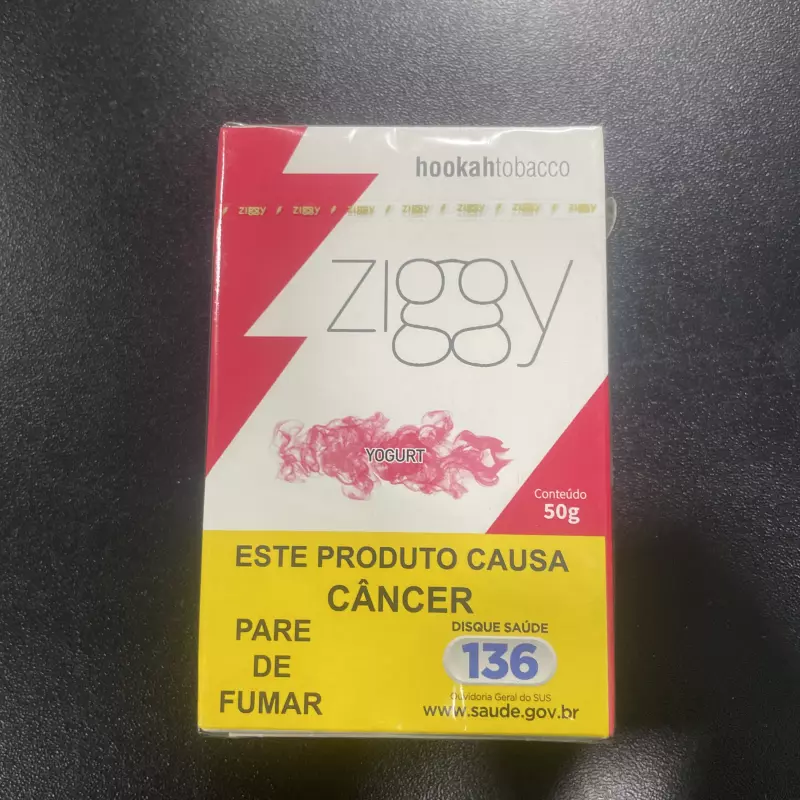 hookahtobacco
ziggy ziggy ziggy ziggy ziggy ziggy ziggy
ziggy
YOGURT
Conteúdo
50g
ESTE PRODUTO CAUSA
CÂNCER
PARE
DE
FUMAR
DISQUE SAÚDE
136
Ouvidoria Geral do SUS
www.saude.gov.br